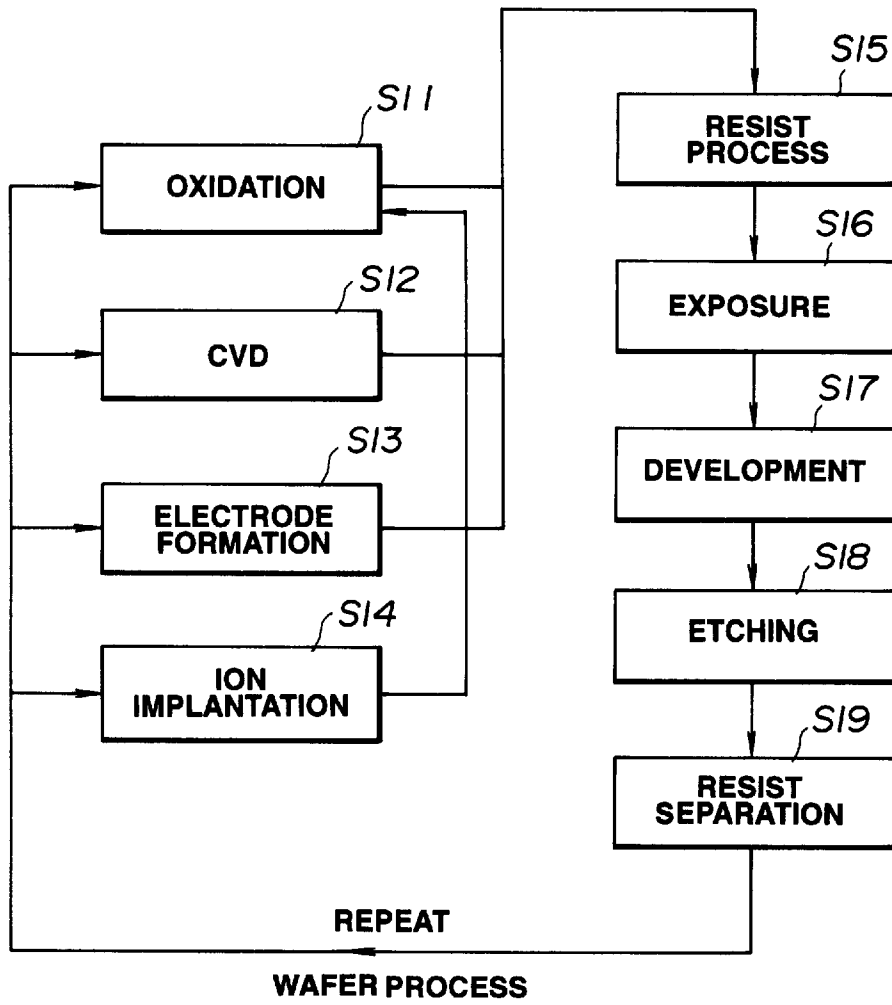 S11
OXIDATION
S12
CVD
S13
ELECTRODE
FORMATION
S14
ION
IMPLANTATION
S15
RESIST
PROCESS
S16
EXPOSURE
S17
DEVELOPMENT
S18
ETCHING
S19
RESIST
SEPARATION
REPEAT
WAFER PROCESS